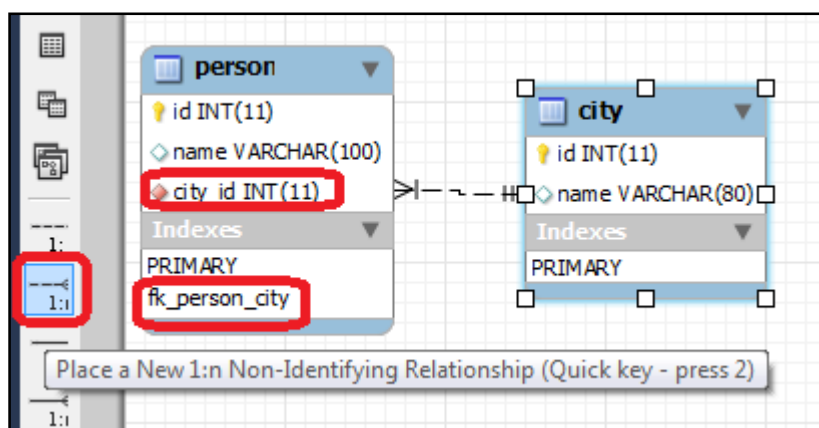 person
id INT(11)
name VARCHAR(100)
city_id INT(11)
Indexes
PRIMARY
fk_person_city
city
id INT(11)
name VARCHAR(80)
Indexes
PRIMARY
1:
1:n
Place a New 1:n Non-Identifying Relationship (Quick key - press 2)
1:n